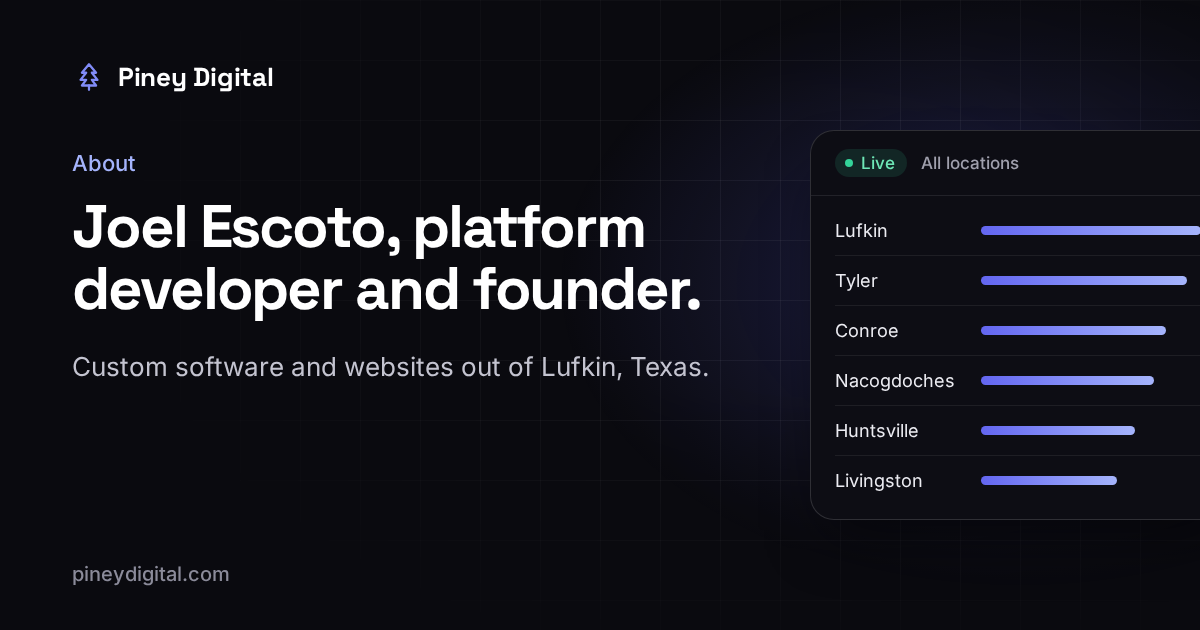 Piney Digital
About
Joel Escoto, platform
developer and founder.
Custom software and websites out of Lufkin, Texas.
pineydigital.com
Live All locations
Lufkin
Tyler
Conroe
Nacogdoches
Huntsville
Livingston